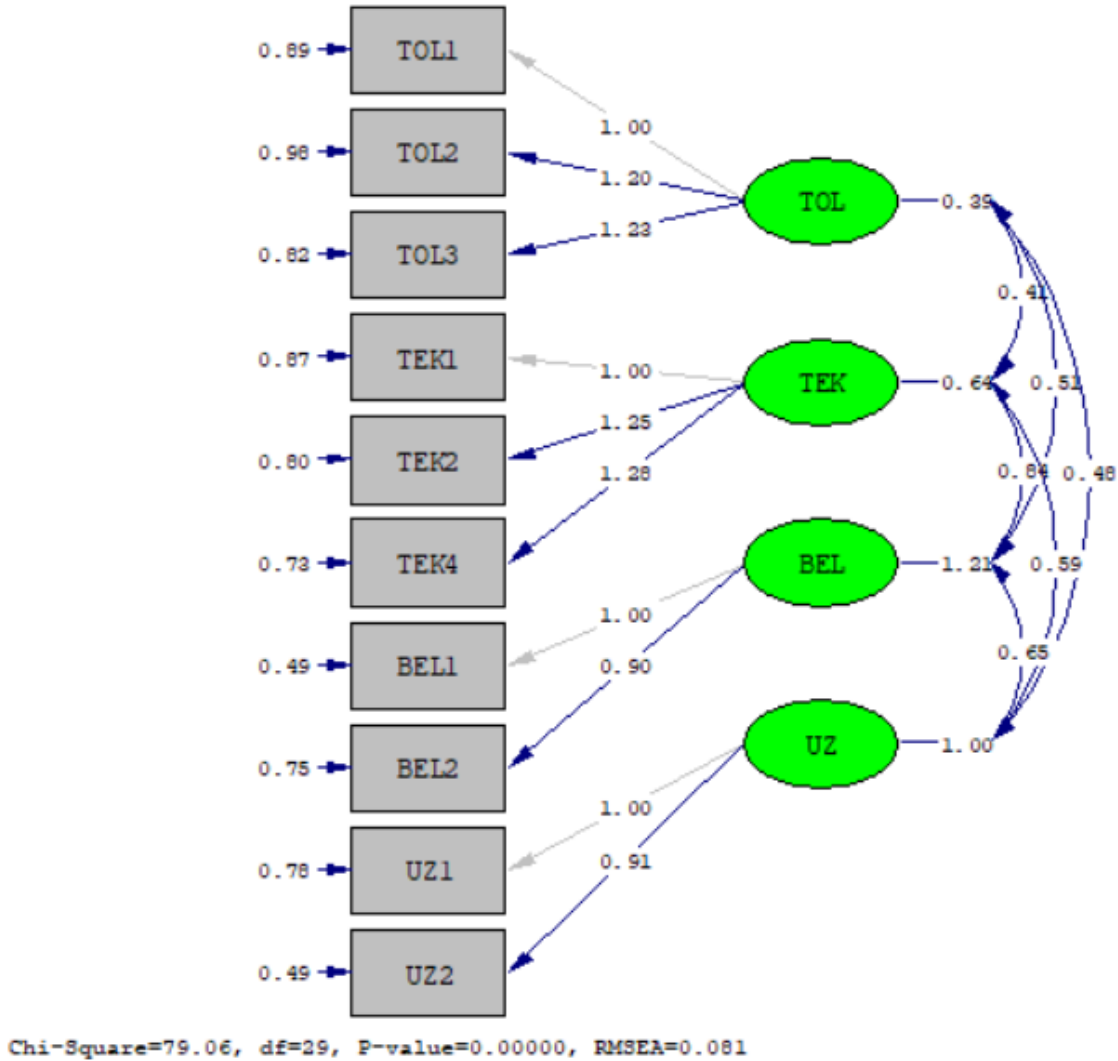 0.89 TOL1
1.00
0.98 TOL2
1.20
TOL 0.39
0.82 TOL3
1.23
0.41
0.87 TEK1
1.00
TEK 0.64 0.51
1.25
0.80 TEK2
1.28
0.84 0.48
0.73 TEK4
BEL 1.21 0.59
1.00
0.49 BEL1
0.90
0.65
0.75 BEL2
UZ 1.00
1.00
0.78 UZ1
0.91
0.49 UZ2
Chi-Square=79.06, df=29, P-value=0.00000, RMSEA=0.081